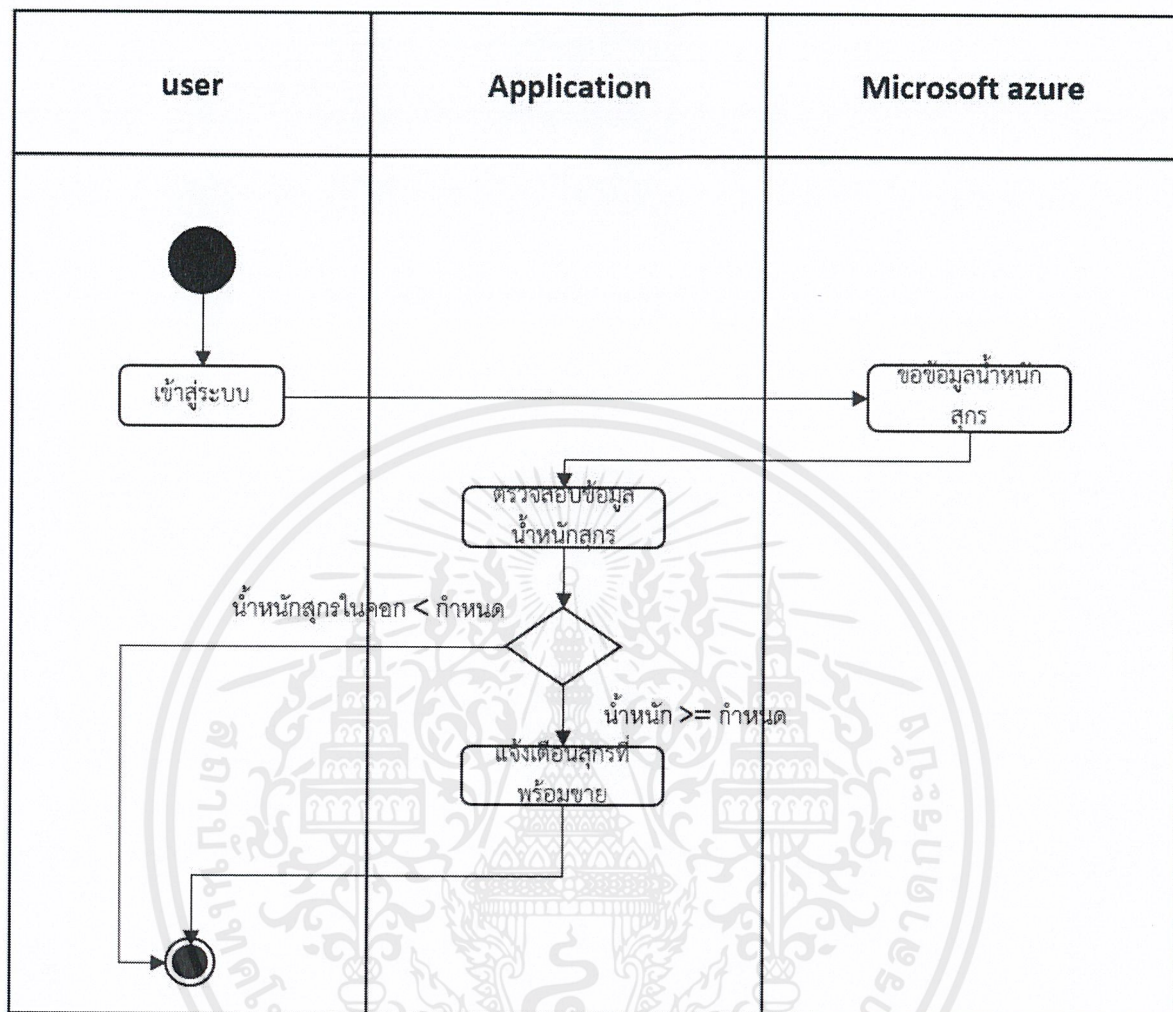 user
Application
Microsoft azure
เข้าสู่ระบบ
ขอข้อมูลน้ำหนัก
สุกร
ตรวจสอบข้อมูล
น้ำหนักสุกร
น้ำหนักสุกรในคอก < กำหนด
น้ำหนัก >= กำหนด
แจ้งเตือนสุกรที่
พร้อมขาย